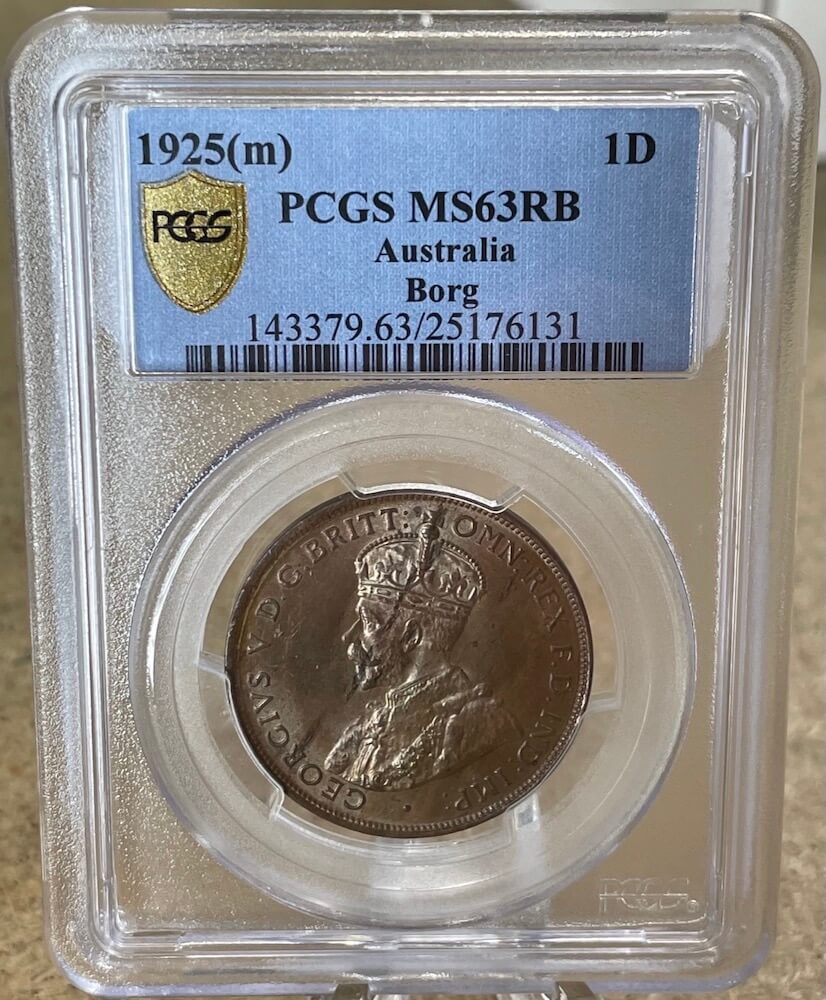 1925(m) 1D
PCGS
PCGS MS63RB
Australia
Borg
143379.63/25176131
GEORGIVS V D.G.BRITT: OMN·REX F.D. IND: IMP:
PCGS